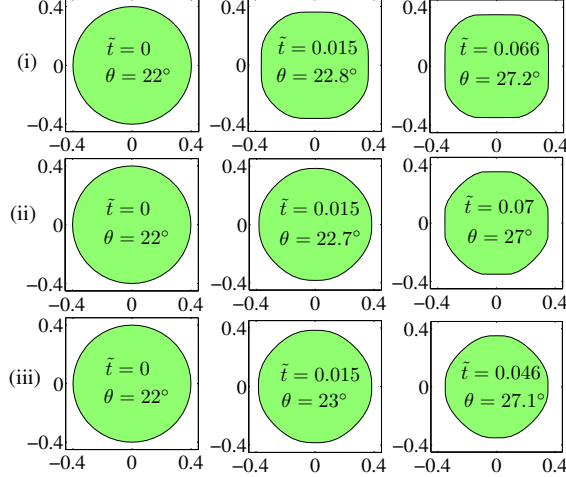 0.4 0.4 0.4
(i) 0 0 0
t̃ = 0 t̃ = 0.015 t̃ = 0.066
θ = 22° θ = 22.8° θ = 27.2°
−0.4 −0.4 −0.4
−0.4 0 0.4 −0.4 0 0.4 −0.4 0 0.4
0.4 0.4 0.4
(ii) 0 0 0
t̃ = 0 t̃ = 0.015 t̃ = 0.07
θ = 22° θ = 22.7° θ = 27°
−0.4 −0.4 −0.4
−0.4 0 0.4 −0.4 0 0.4 −0.4 0 0.4
0.4 0.4 0.4
(iii) 0 0 0
t̃ = 0 t̃ = 0.015 t̃ = 0.046
θ = 22° θ = 23° θ = 27.1°
−0.4 −0.4 −0.4
−0.4 0 0.4 −0.4 0 0.4 −0.4 0 0.4